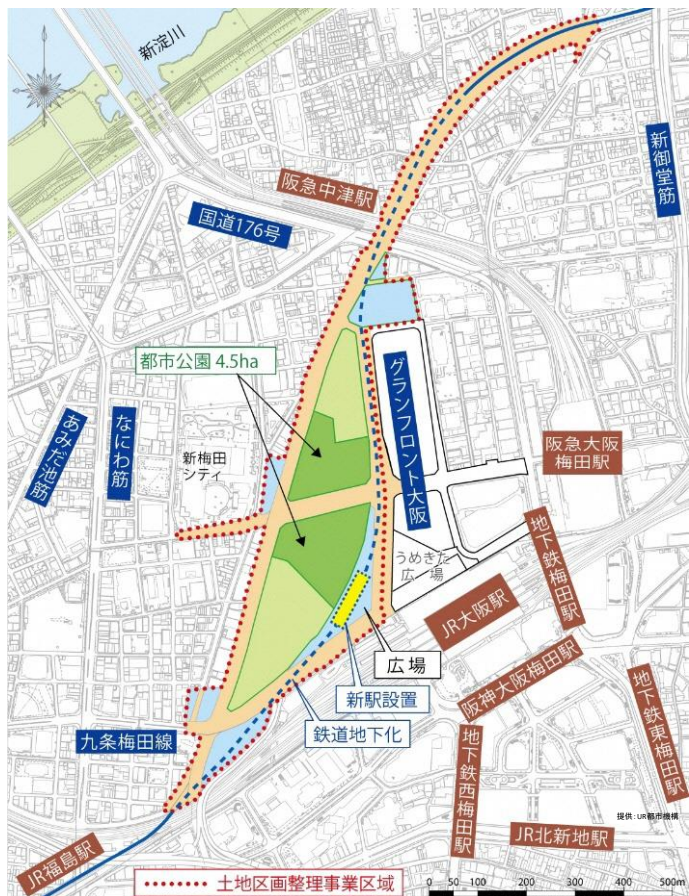 新淀川
新御堂筋
阪急中津駅
国道176号
都市公園 4.5ha
グランフロント大阪
あみだ池筋
なにわ筋
新梅田
シティ
阪急大阪
梅田駅
うめきた
広場
地下鉄梅田駅
JR大阪駅
広場
阪神大阪梅田駅
新駅設置
地下鉄東梅田駅
九条梅田線
鉄道地下化
地下鉄西梅田駅
提供:UR都市機構
JR北新地駅
JR福島駅
土地区画整理事業区域
0 50 100 200 300 400 500m